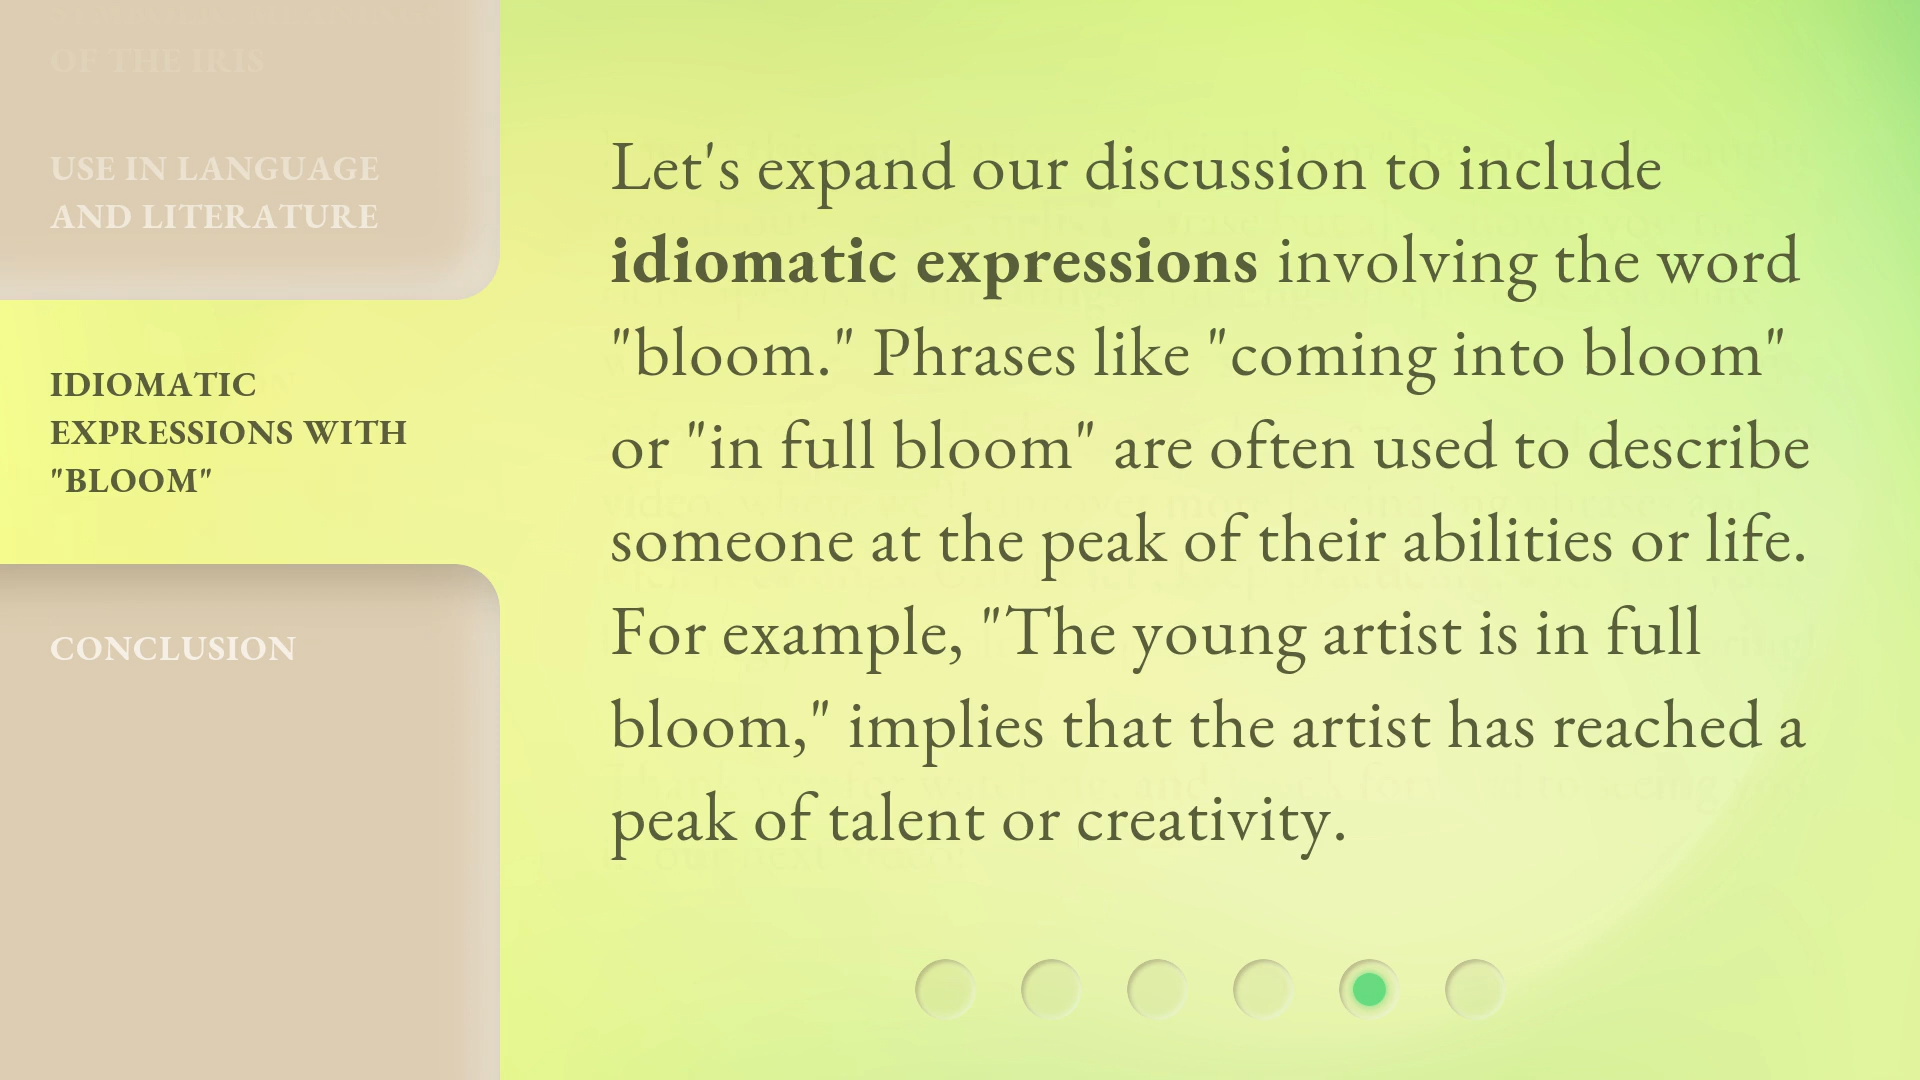 OF THE IRIS
USE IN LANGUAGE
AND LITERATURE
IDIOMATIC
EXPRESSIONS WITH
"BLOOM"
CONCLUSION
Let's expand our discussion to include
idiomatic expressions involving the word
"bloom." Phrases like "coming into bloom"
or "in full bloom" are often used to describe
someone at the peak of their abilities or life.
For example, "The young artist is in full
bloom," implies that the artist has reached a
peak of talent or creativity.